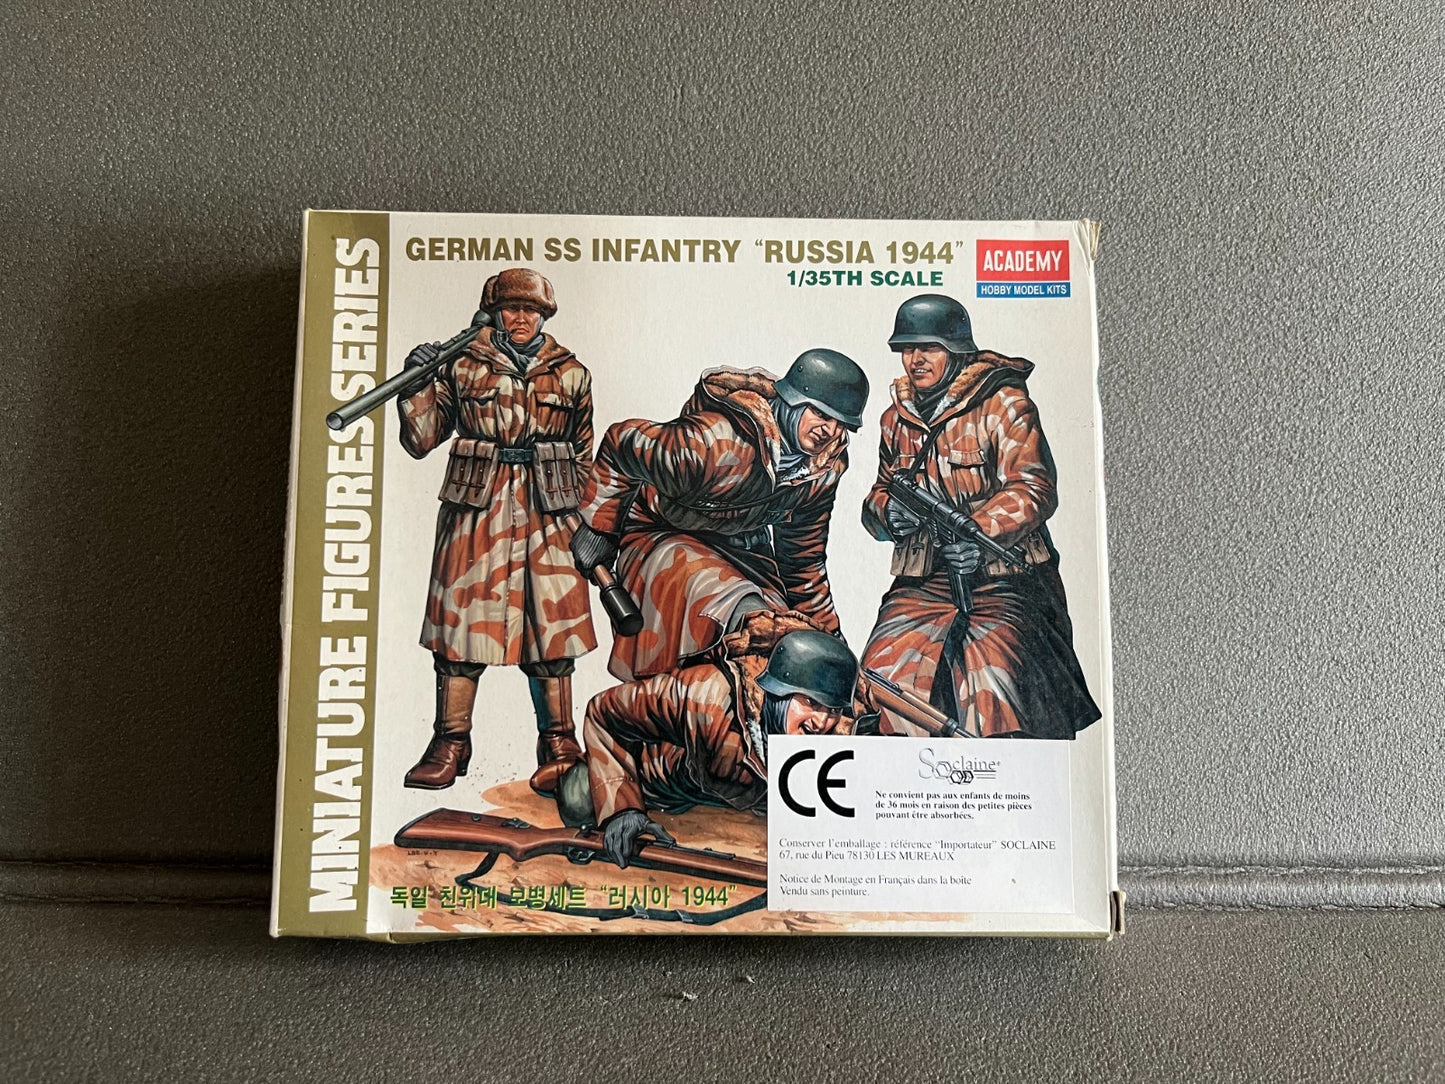 MINIATURE FIGURES SERIES
GERMAN SS INFANTRY "RUSSIA 1944"
1/35TH SCALE
ACADEMY
HOBBY MODEL KITS
CE
Soclaine
Ne convient pas aux enfants de moins
de 36 mois en raison des petites pièces
pouvant être absorbées.
Conserver l'emballage : référence "Importateur" SOCLAINE
67, rue du Pieu 78130 LES MUREAUX
Notice de Montage en Français dans la boîte
Vendu sans peinture.
독일 친위대 보병세트 "러시아 1944"